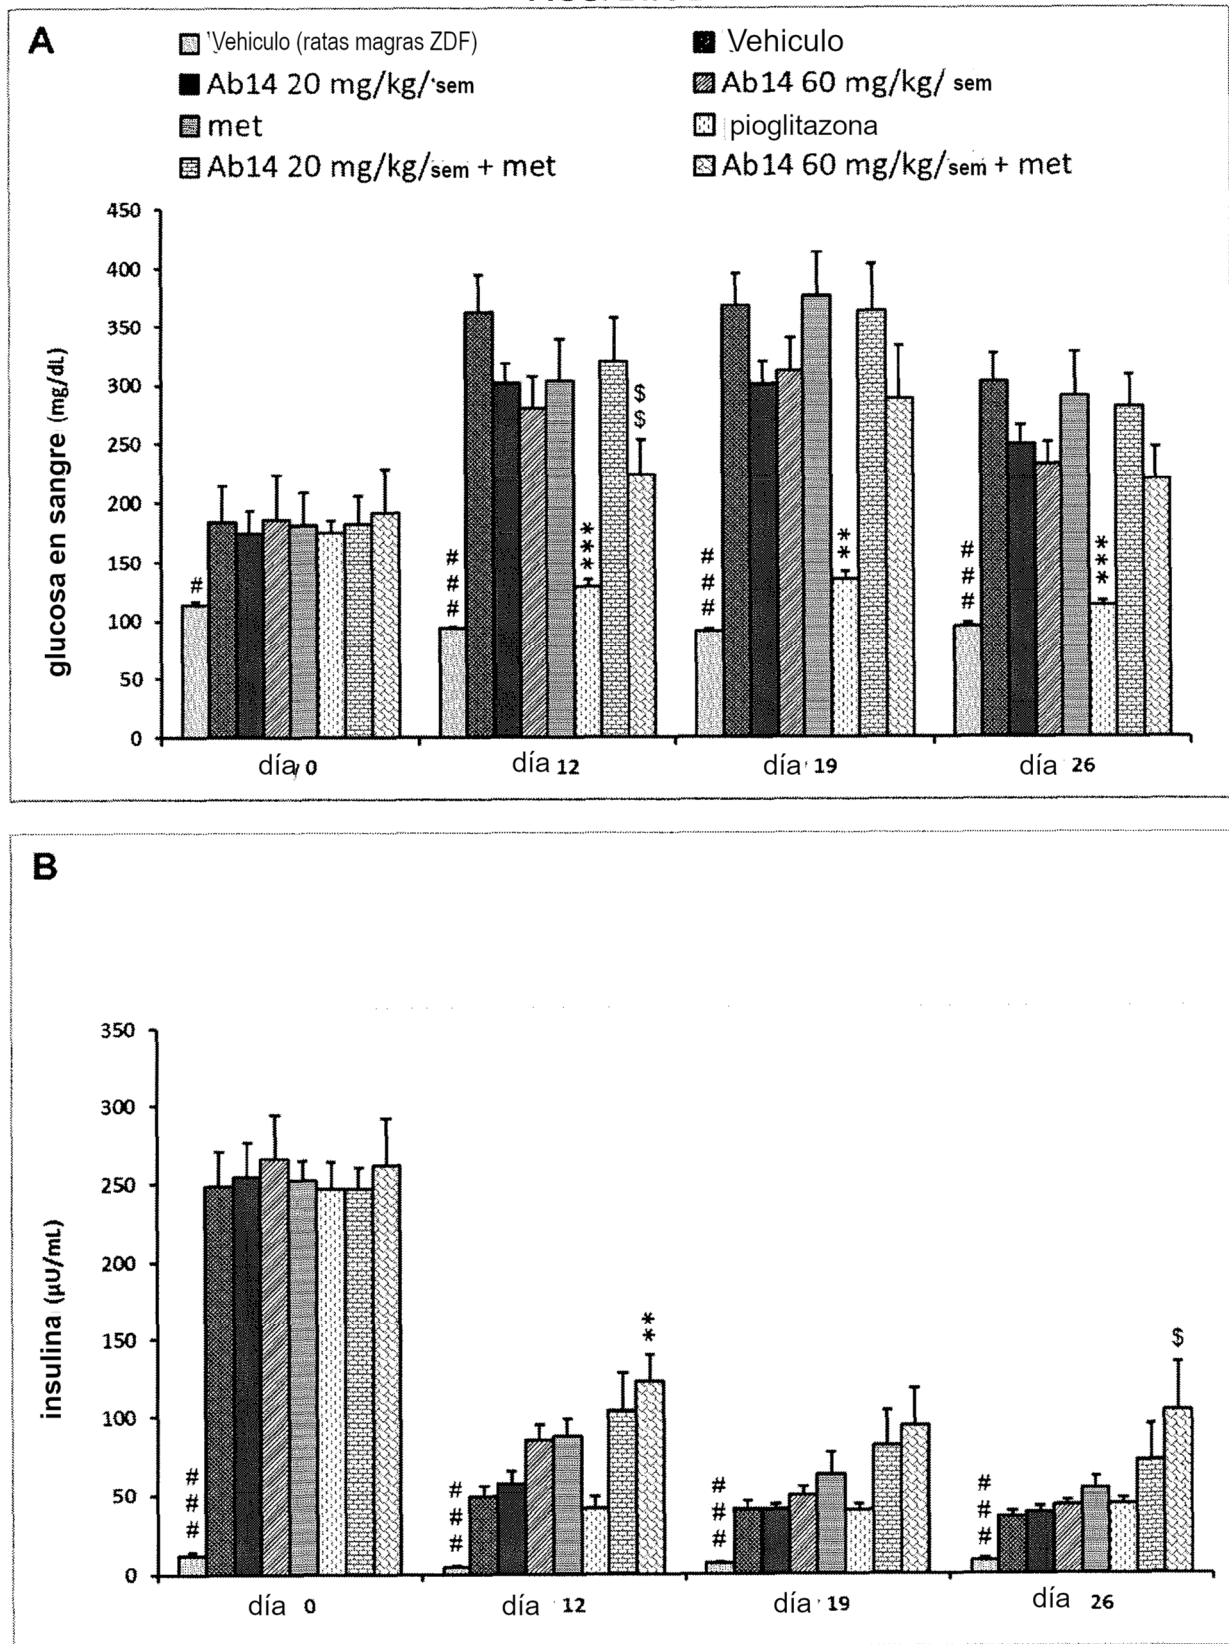 A
Vehiculo (ratas magras ZDF)
Vehiculo
Ab14 20 mg/kg/sem
Ab14 60 mg/kg/ sem
met
pioglitazona
Ab14 20 mg/kg/sem + met
Ab14 60 mg/kg/sem + met
glucosa en sangre (mg/dL)
450
400
350
300
250
200
150
100
50
0
#
###
***
$$
###
**
###
***
día 0
día 12
día 19
día 26
B
insulina (µU/mL)
350
300
250
200
150
100
50
0
###
###
**
###
###
$
día 0
día 12
día 19
día 26